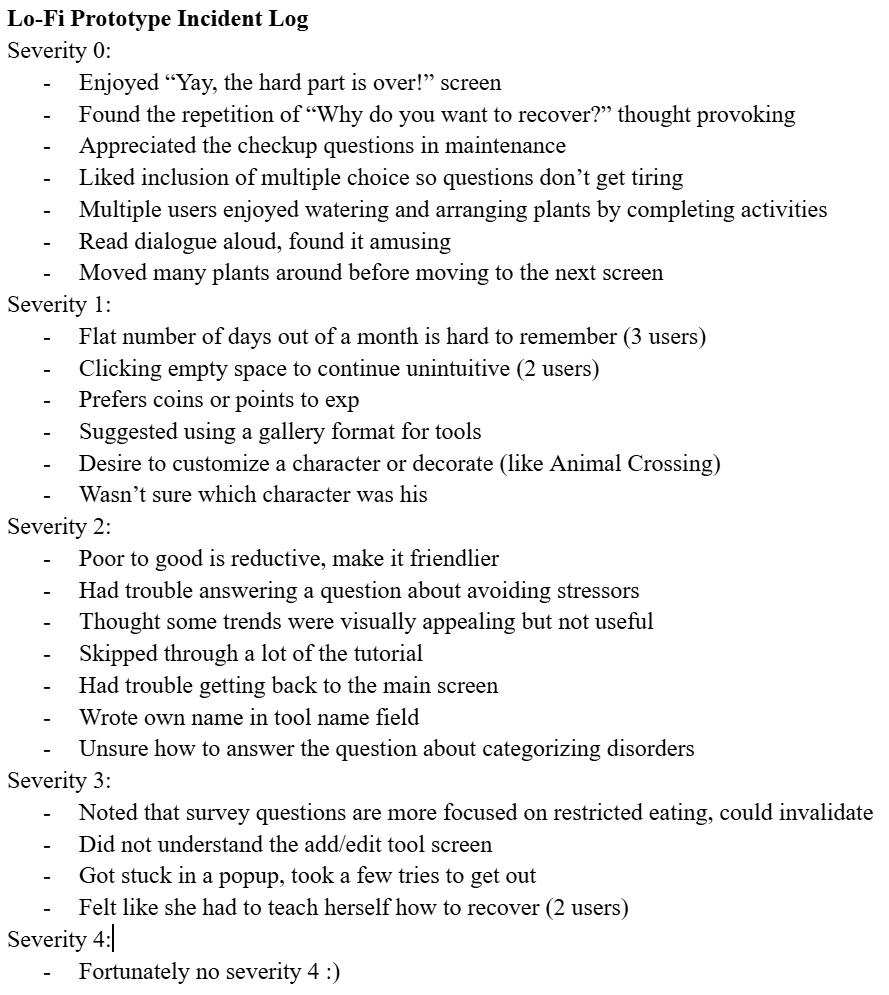 Lo-Fi Prototype Incident Log
Severity 0:
- Enjoyed “Yay, the hard part is over!” screen
- Found the repetition of “Why do you want to recover?” thought provoking
- Appreciated the checkup questions in maintenance
- Liked inclusion of multiple choice so questions don’t get tiring
- Multiple users enjoyed watering and arranging plants by completing activities
- Read dialogue aloud, found it amusing
- Moved many plants around before moving to the next screen
Severity 1:
- Flat number of days out of a month is hard to remember (3 users)
- Clicking empty space to continue unintuitive (2 users)
- Prefers coins or points to exp
- Suggested using a gallery format for tools
- Desire to customize a character or decorate (like Animal Crossing)
- Wasn’t sure which character was his
Severity 2:
- Poor to good is reductive, make it friendlier
- Had trouble answering a question about avoiding stressors
- Thought some trends were visually appealing but not useful
- Skipped through a lot of the tutorial
- Had trouble getting back to the main screen
- Wrote own name in tool name field
- Unsure how to answer the question about categorizing disorders
Severity 3:
- Noted that survey questions are more focused on restricted eating, could invalidate
- Did not understand the add/edit tool screen
- Got stuck in a popup, took a few tries to get out
- Felt like she had to teach herself how to recover (2 users)
Severity 4:
- Fortunately no severity 4 :)